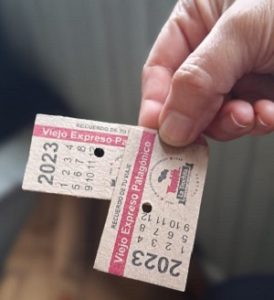 RECUERDO DE TU
Viejo Expreso Pa
2023
1 2 3 4
5 6 7 8
9 10 11 12
RECUERDO DE TU VIAJE
Viejo Expreso Patagónico
LA TROCHITA
2023
1 2 3 4
5 6 7 8
9 10 11 12